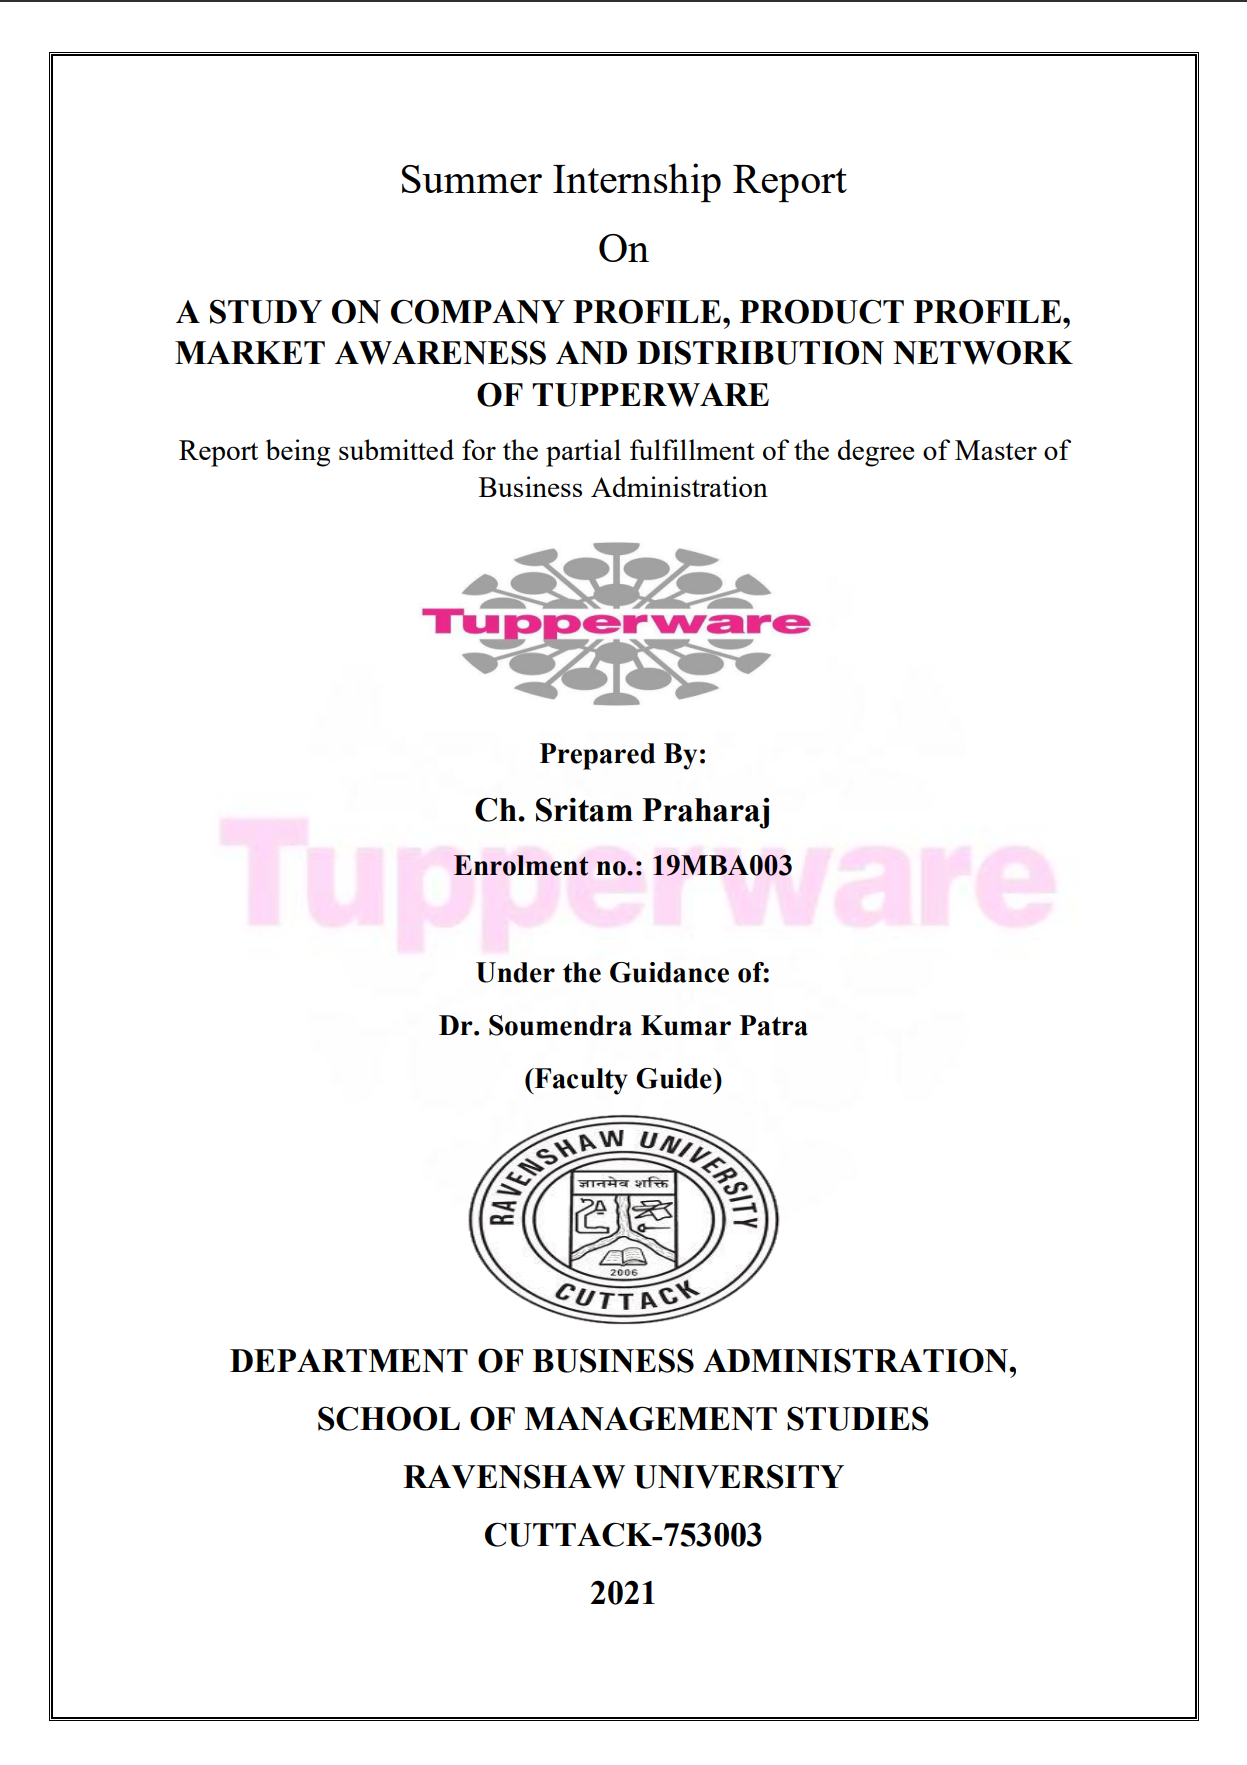 Summer Internship Report
On
A STUDY ON COMPANY PROFILE, PRODUCT PROFILE,
MARKET AWARENESS AND DISTRIBUTION NETWORK
OF TUPPERWARE
Report being submitted for the partial fulfillment of the degree of Master of
Business Administration
Tupperware
Prepared By:
Ch. Sritam Praharaj
Tupperware
Enrolment no.: 19MBA003
Under the Guidance of:
Dr. Soumendra Kumar Patra
(Faculty Guide)
RAVENSHAW UNIVERSITY
ज्ञानमेव शक्ति
2006
CUTTACK
DEPARTMENT OF BUSINESS ADMINISTRATION,
SCHOOL OF MANAGEMENT STUDIES
RAVENSHAW UNIVERSITY
CUTTACK-753003
2021